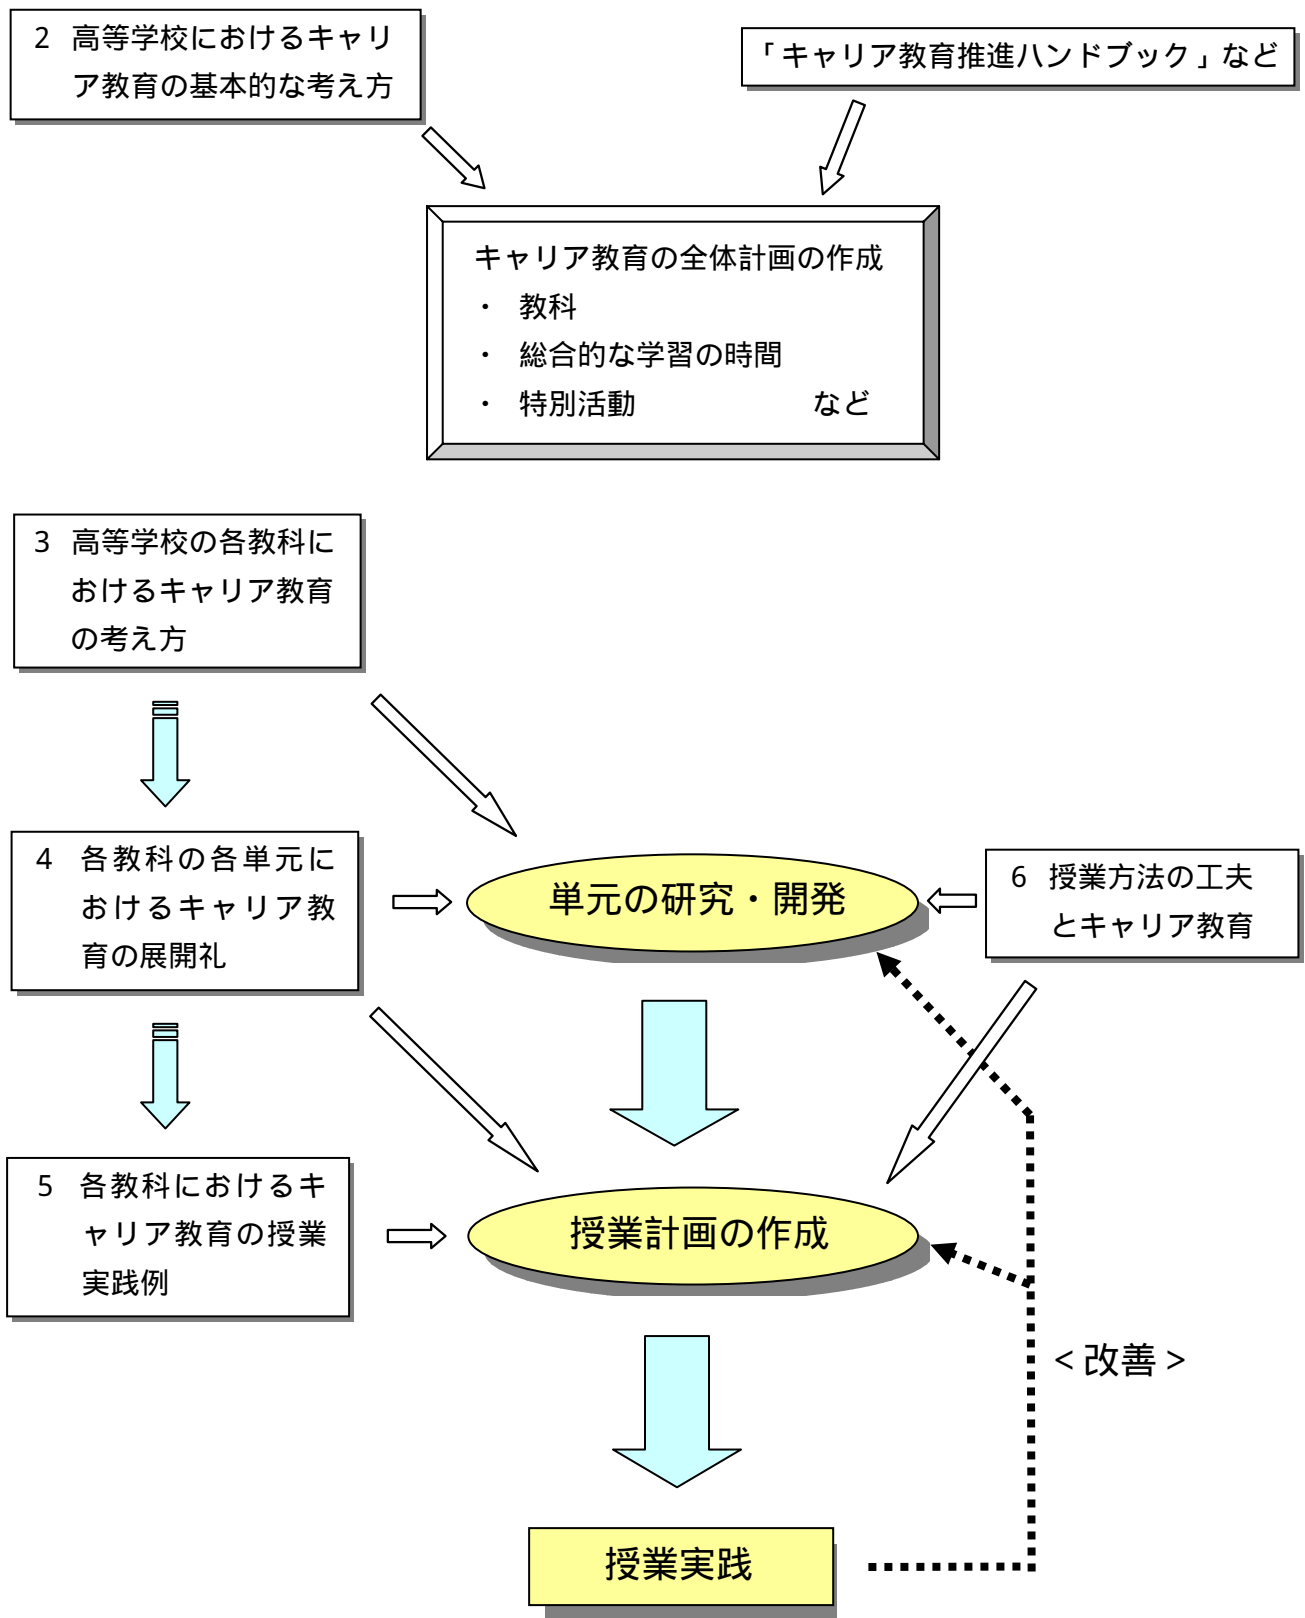 2 高等学校におけるキャリ
ア教育の基本的な考え方
「キャリア教育推進ハンドブック」など
キャリア教育の全体計画の作成
・ 教科
・ 総合的な学習の時間
・ 特別活動 など
3 高等学校の各教科に
おけるキャリア教育
の考え方
4 各教科の各単元に
おけるキャリア教
育の展開礼
単元の研究・開発
6 授業方法の工夫
とキャリア教育
5 各教科におけるキ
ャリア教育の授業
実践例
授業計画の作成
<改善>
授業実践